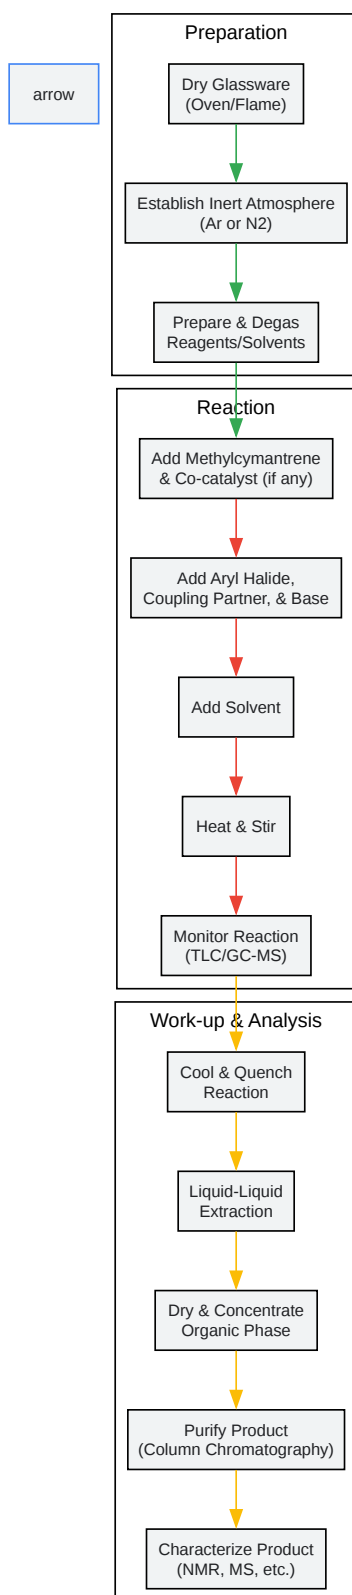 Preparation
arrow
Dry Glassware
(Oven/Flame)
Establish Inert Atmosphere
(Ar or N2)
Prepare & Degas
Reagents/Solvents
Reaction
Add Methylcymantrene
& Co-catalyst (if any)
Add Aryl Halide,
Coupling Partner, & Base
Add Solvent
Heat & Stir
Monitor Reaction
(TLC/GC-MS)
Work-up & Analysis
Cool & Quench
Reaction
Liquid-Liquid
Extraction
Dry & Concentrate
Organic Phase
Purify Product
(Column Chromatography)
Characterize Product
(NMR, MS, etc.)